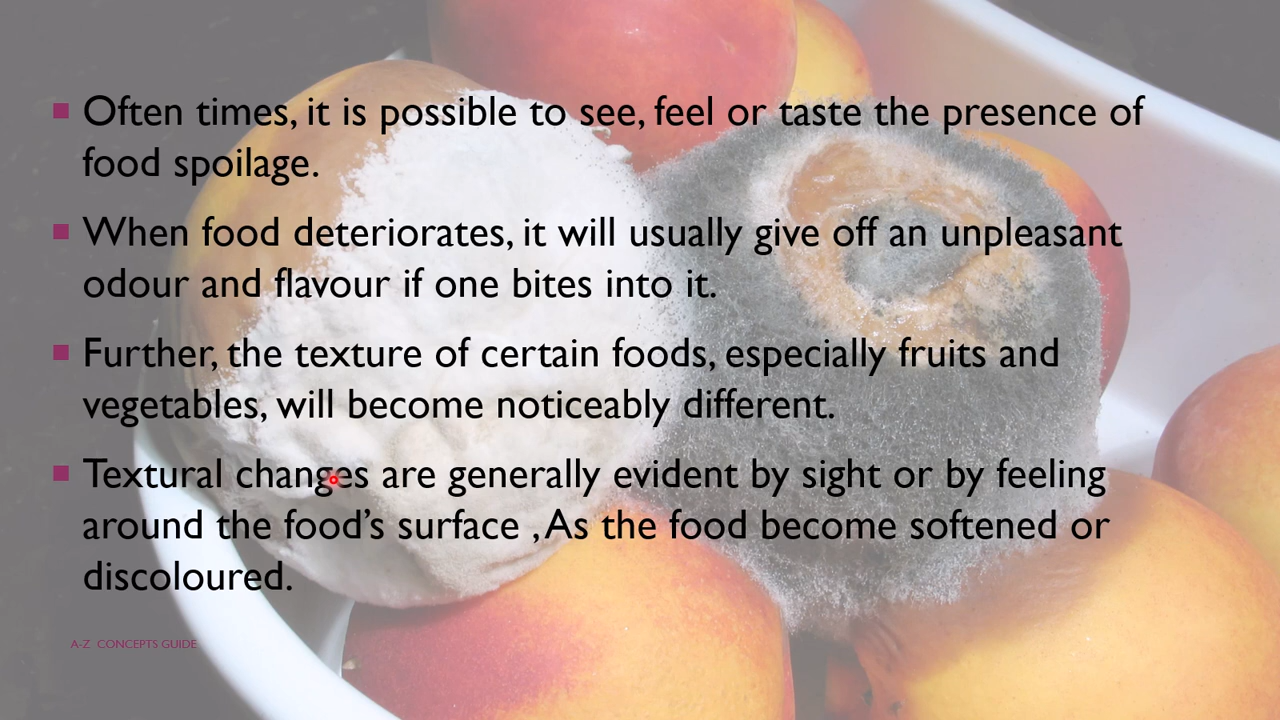 Often times, it is possible to see, feel or taste the presence of
food spoilage.
When food deteriorates, it will usually give off an unpleasant
odour and flavour if one bites into it.
Further, the texture of certain foods, especially fruits and
vegetables, will become noticeably different.
Textural changes are generally evident by sight or by feeling
around the food’s surface , As the food become softened or
discoloured.
A-Z CONCEPTS GUIDE